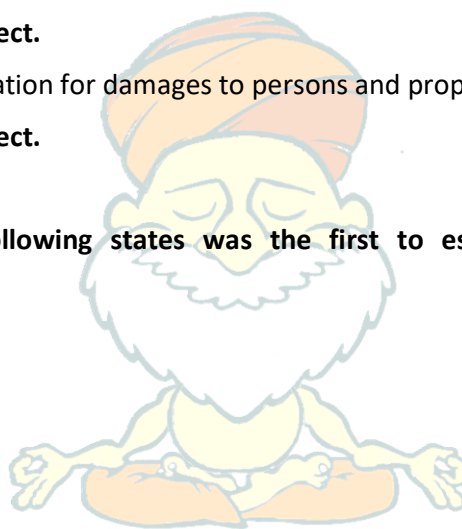 ect.
ation for damages to persons and prop
ect.
llowing states was the first to es